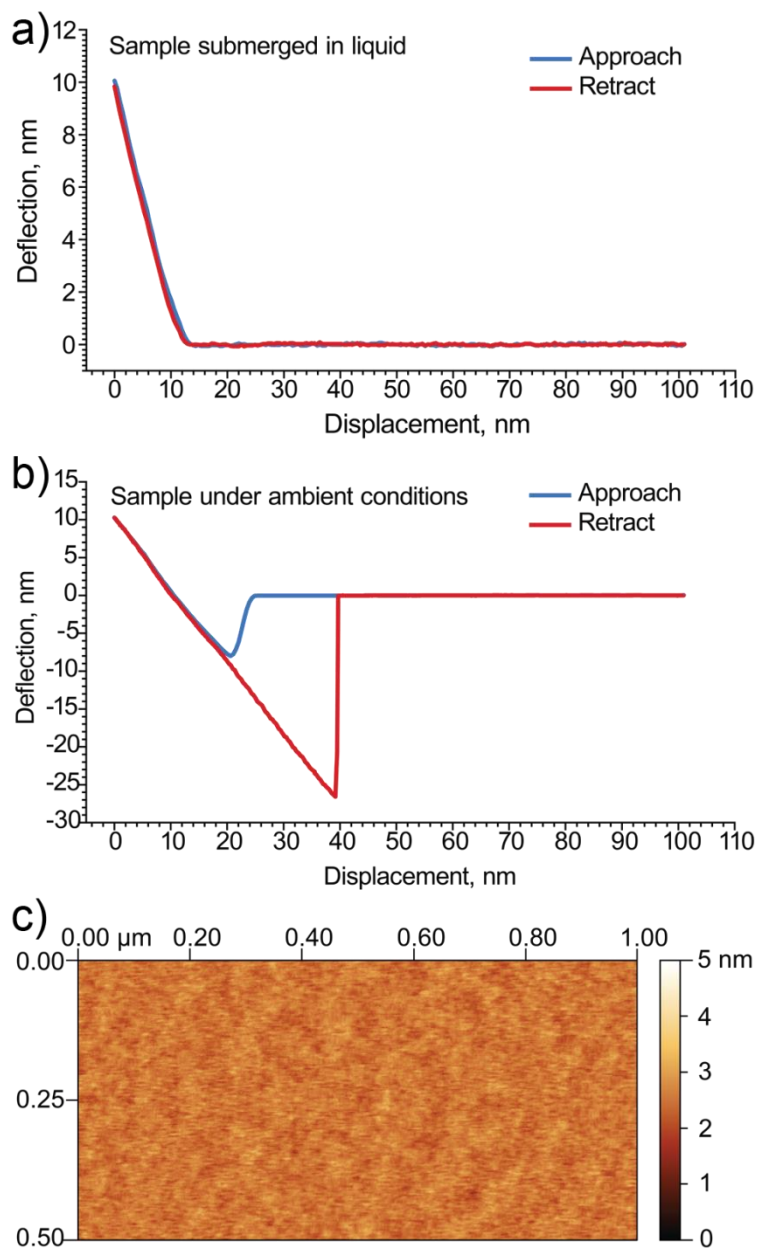 a)
Sample submerged in liquid
Approach
Retract
12
10
8
6
4
2
0
Deflection, nm
0 10 20 30 40 50 60 70 80 90 100 110
Displacement, nm
b)
Sample under ambient conditions
Approach
Retract
15
10
5
0
-5
-10
-15
-20
-25
-30
Deflection, nm
0 10 20 30 40 50 60 70 80 90 100 110
Displacement, nm
c)
0.00 µm 0.20 0.40 0.60 0.80 1.00
0.00
0.25
0.50
5 nm
4
3
2
1
0